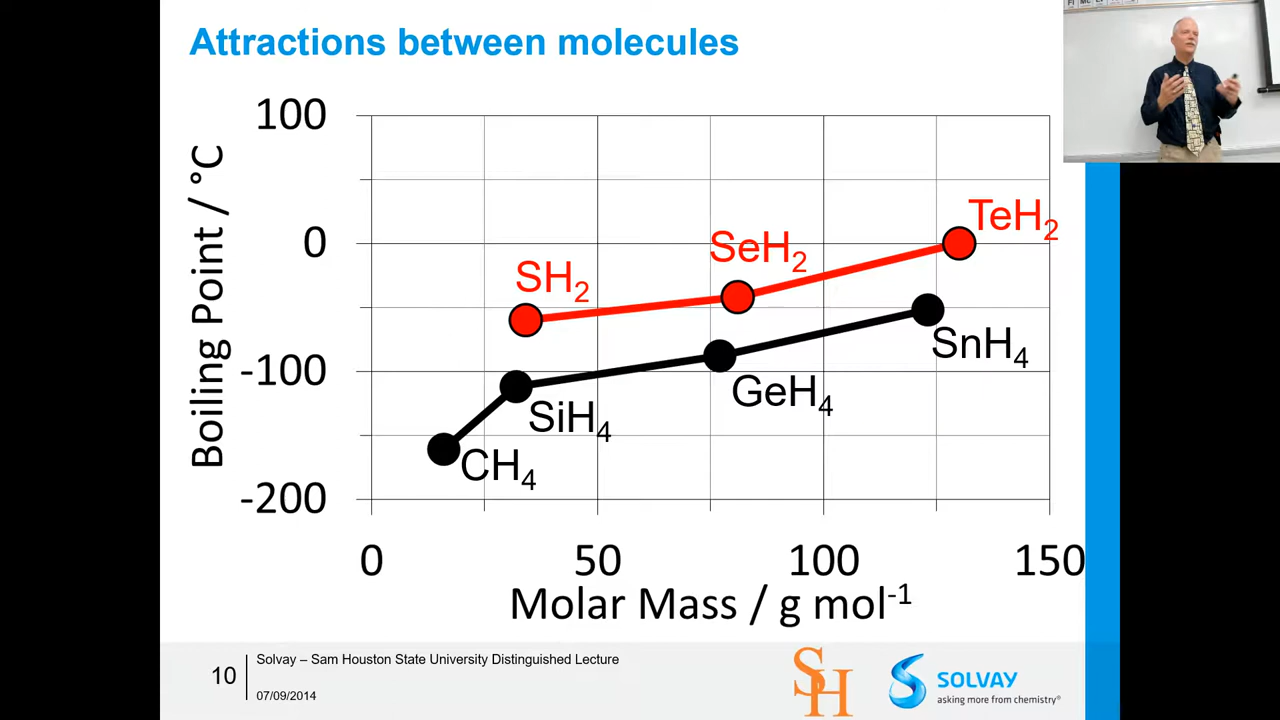 Attractions between molecules
100
0
-100
-200
Boiling Point / °C
TeH₂
SeH₂
SH₂
SnH₄
GeH₄
SiH₄
CH₄
0 50 100 150
Molar Mass / g mol⁻¹
10
Solvay – Sam Houston State University Distinguished Lecture
07/09/2014
SH
SOLVAY
asking more from chemistry®